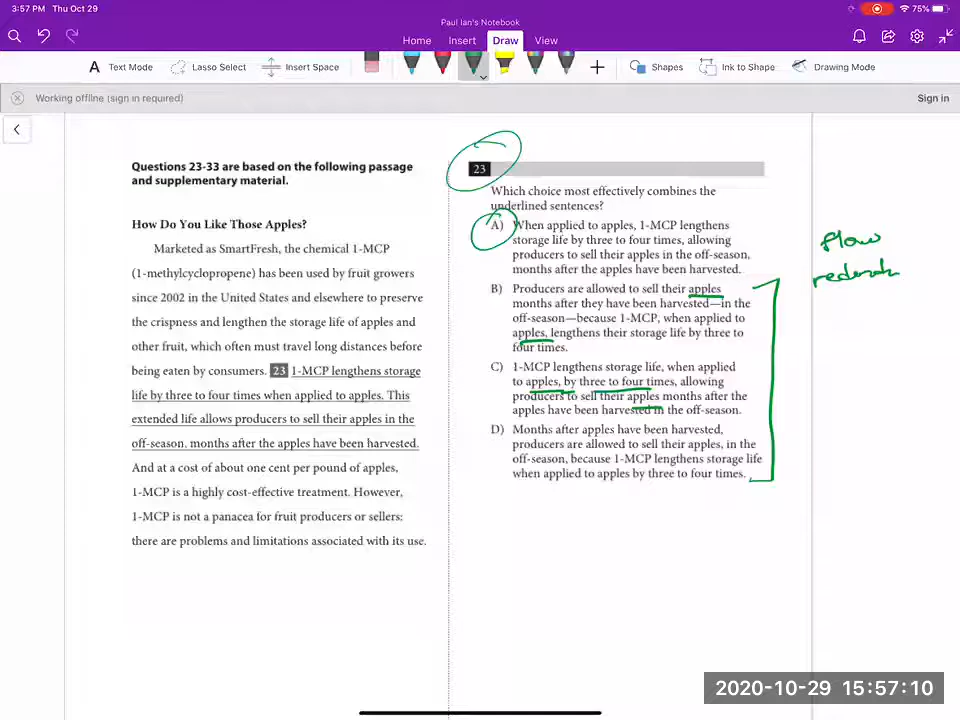 3:57 PM Thu Oct 29
75%
Paul Ian's Notebook
Home Insert Draw View
A Text Mode Lasso Select Insert Space Shapes Ink to Shape Drawing Mode
Working offline (sign in required) Sign in
Questions 23-33 are based on the following passage
and supplementary material.
How Do You Like Those Apples?
Marketed as SmartFresh, the chemical 1-MCP
(1-methylcyclopropene) has been used by fruit growers
since 2002 in the United States and elsewhere to preserve
the crispness and lengthen the storage life of apples and
other fruit, which often must travel long distances before
being eaten by consumers. 23 1-MCP lengthens storage
life by three to four times when applied to apples. This
extended life allows producers to sell their apples in the
off-season, months after the apples have been harvested.
And at a cost of about one cent per pound of apples,
1-MCP is a highly cost-effective treatment. However,
1-MCP is not a panacea for fruit producers or sellers:
there are problems and limitations associated with its use.
23
Which choice most effectively combines the
underlined sentences?
A) When applied to apples, 1-MCP lengthens
storage life by three to four times, allowing
producers to sell their apples in the off-season,
months after the apples have been harvested.
B) Producers are allowed to sell their apples
months after they have been harvested—in the
off-season—because 1-MCP, when applied to
apples, lengthens their storage life by three to
four times.
C) 1-MCP lengthens storage life, when applied
to apples, by three to four times, allowing
producers to sell their apples months after the
apples have been harvested in the off-season.
D) Months after apples have been harvested,
producers are allowed to sell their apples, in the
off-season, because 1-MCP lengthens storage life
when applied to apples by three to four times.
flow
2020-10-29 15:57:10